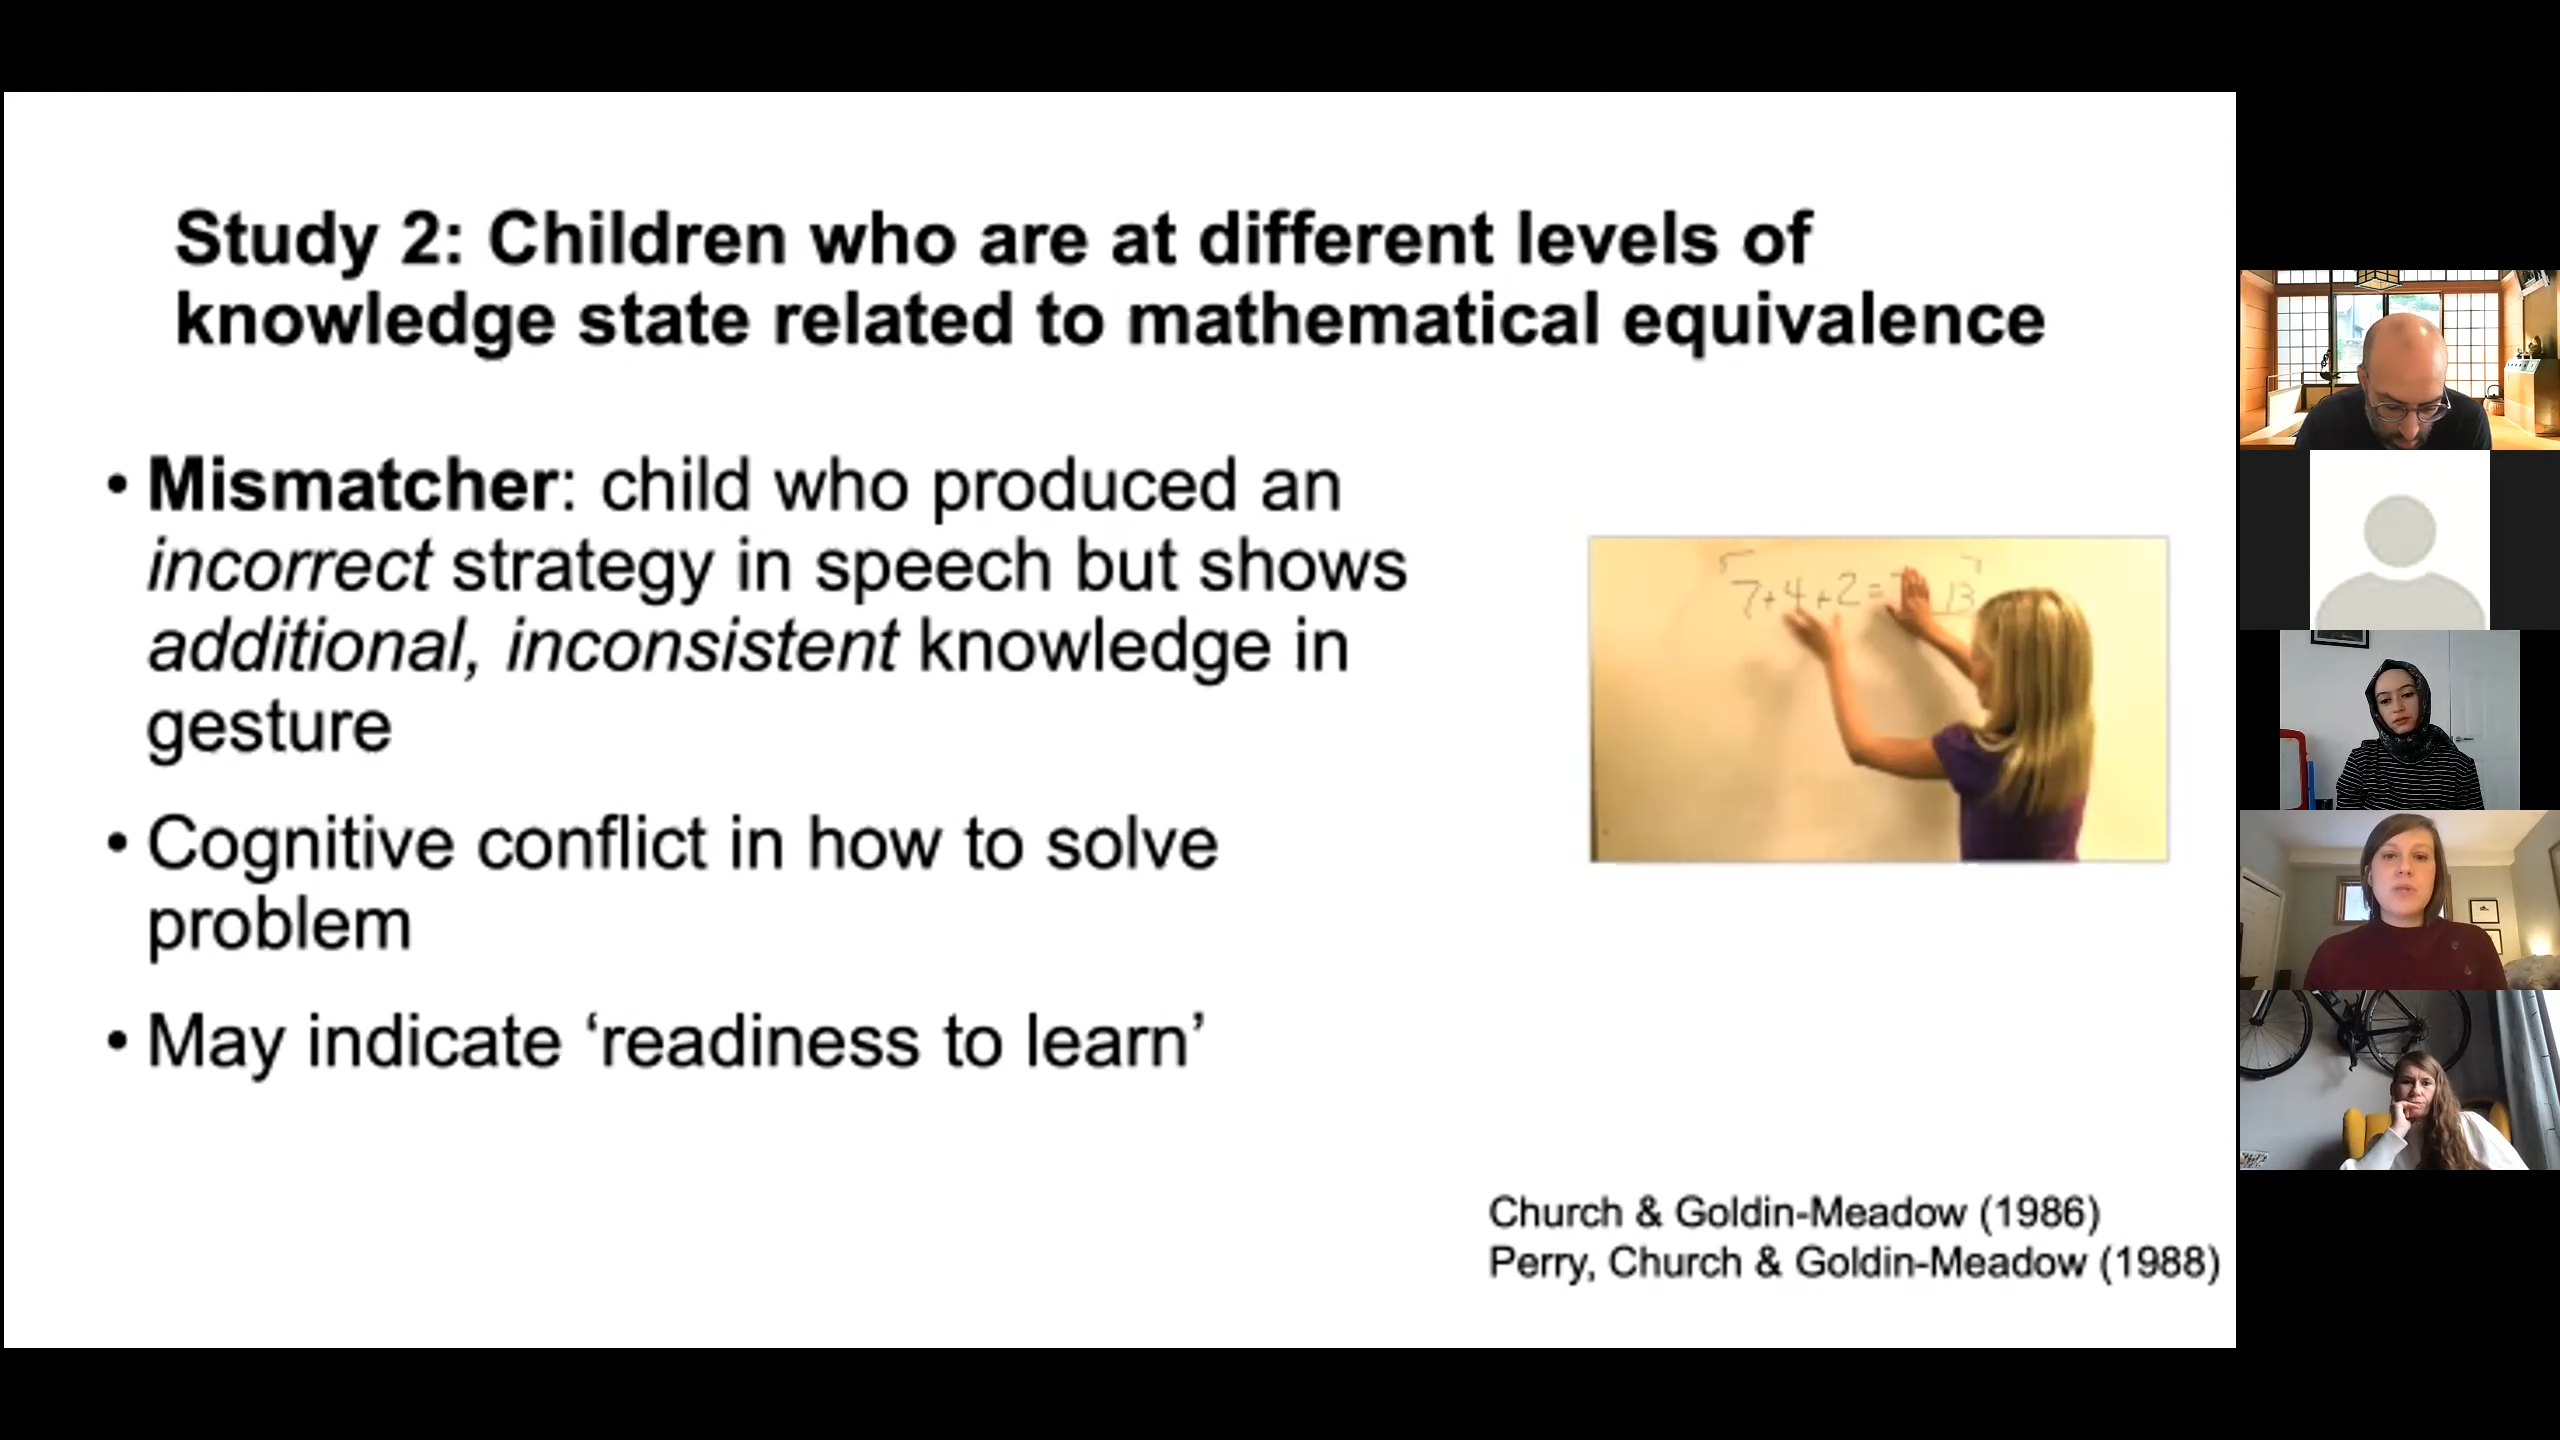 Study 2: Children who are at different levels of
knowledge state related to mathematical equivalence
• Mismatcher: child who produced an
incorrect strategy in speech but shows
additional, inconsistent knowledge in
gesture
• Cognitive conflict in how to solve
problem
• May indicate ‘readiness to learn’
7+4+2=
13
Church & Goldin-Meadow (1986)
Perry, Church & Goldin-Meadow (1988)